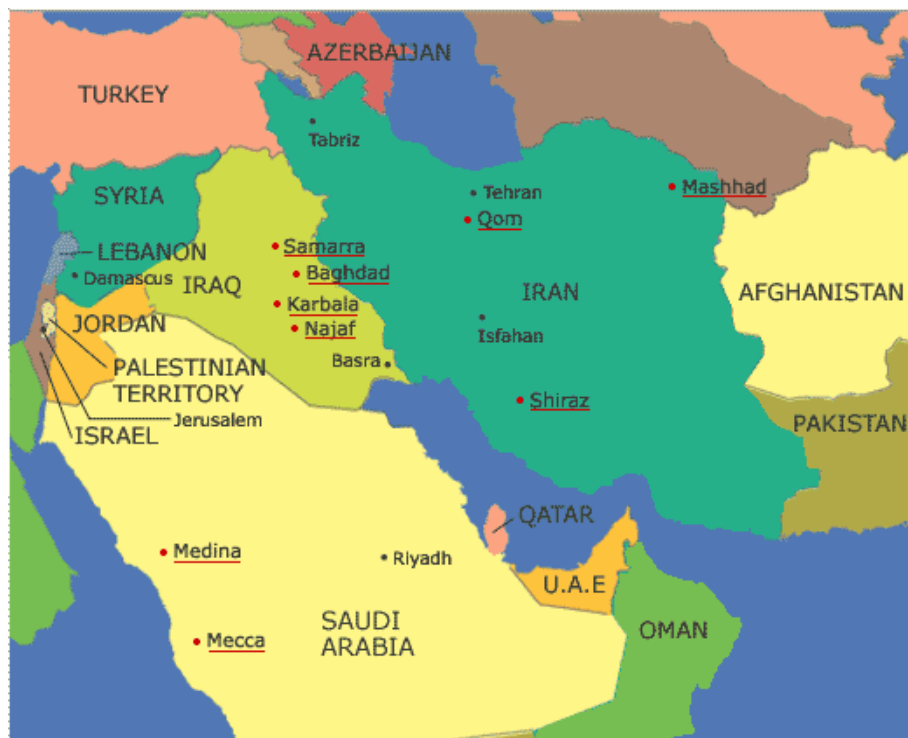 AZERBAIJAN
TURKEY
Tabriz
SYRIA
Tehran
Mashhad
Qom
LEBANON
Samarra
Damascus
IRAQ
Baghdad
IRAN
AFGHANISTAN
Karbala
JORDAN
Najaf
Isfahan
PALESTINIAN
TERRITORY
Basra
Shiraz
Jerusalem
ISRAEL
PAKISTAN
QATAR
Medina
Riyadh
U.A.E
SAUDI
ARABIA
Mecca
OMAN